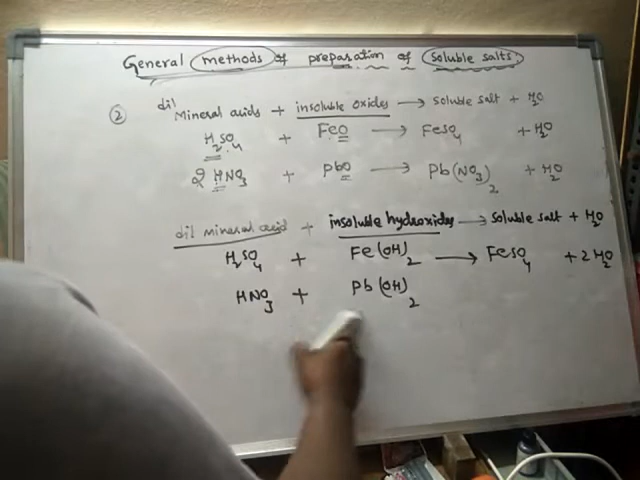 General methods of preparation of soluble salts
② dil Mineral acids + insoluble oxides → soluble salt + H₂O
H₂SO₄ + FeO → FeSO₄ + H₂O
2 HNO₃ + PbO → Pb(NO₃)₂ + H₂O
dil mineral acid + insoluble hydroxides → soluble salt + H₂O
H₂SO₄ + Fe(OH)₂ → FeSO₄ + 2H₂O
HNO₃ + Pb(OH)₂